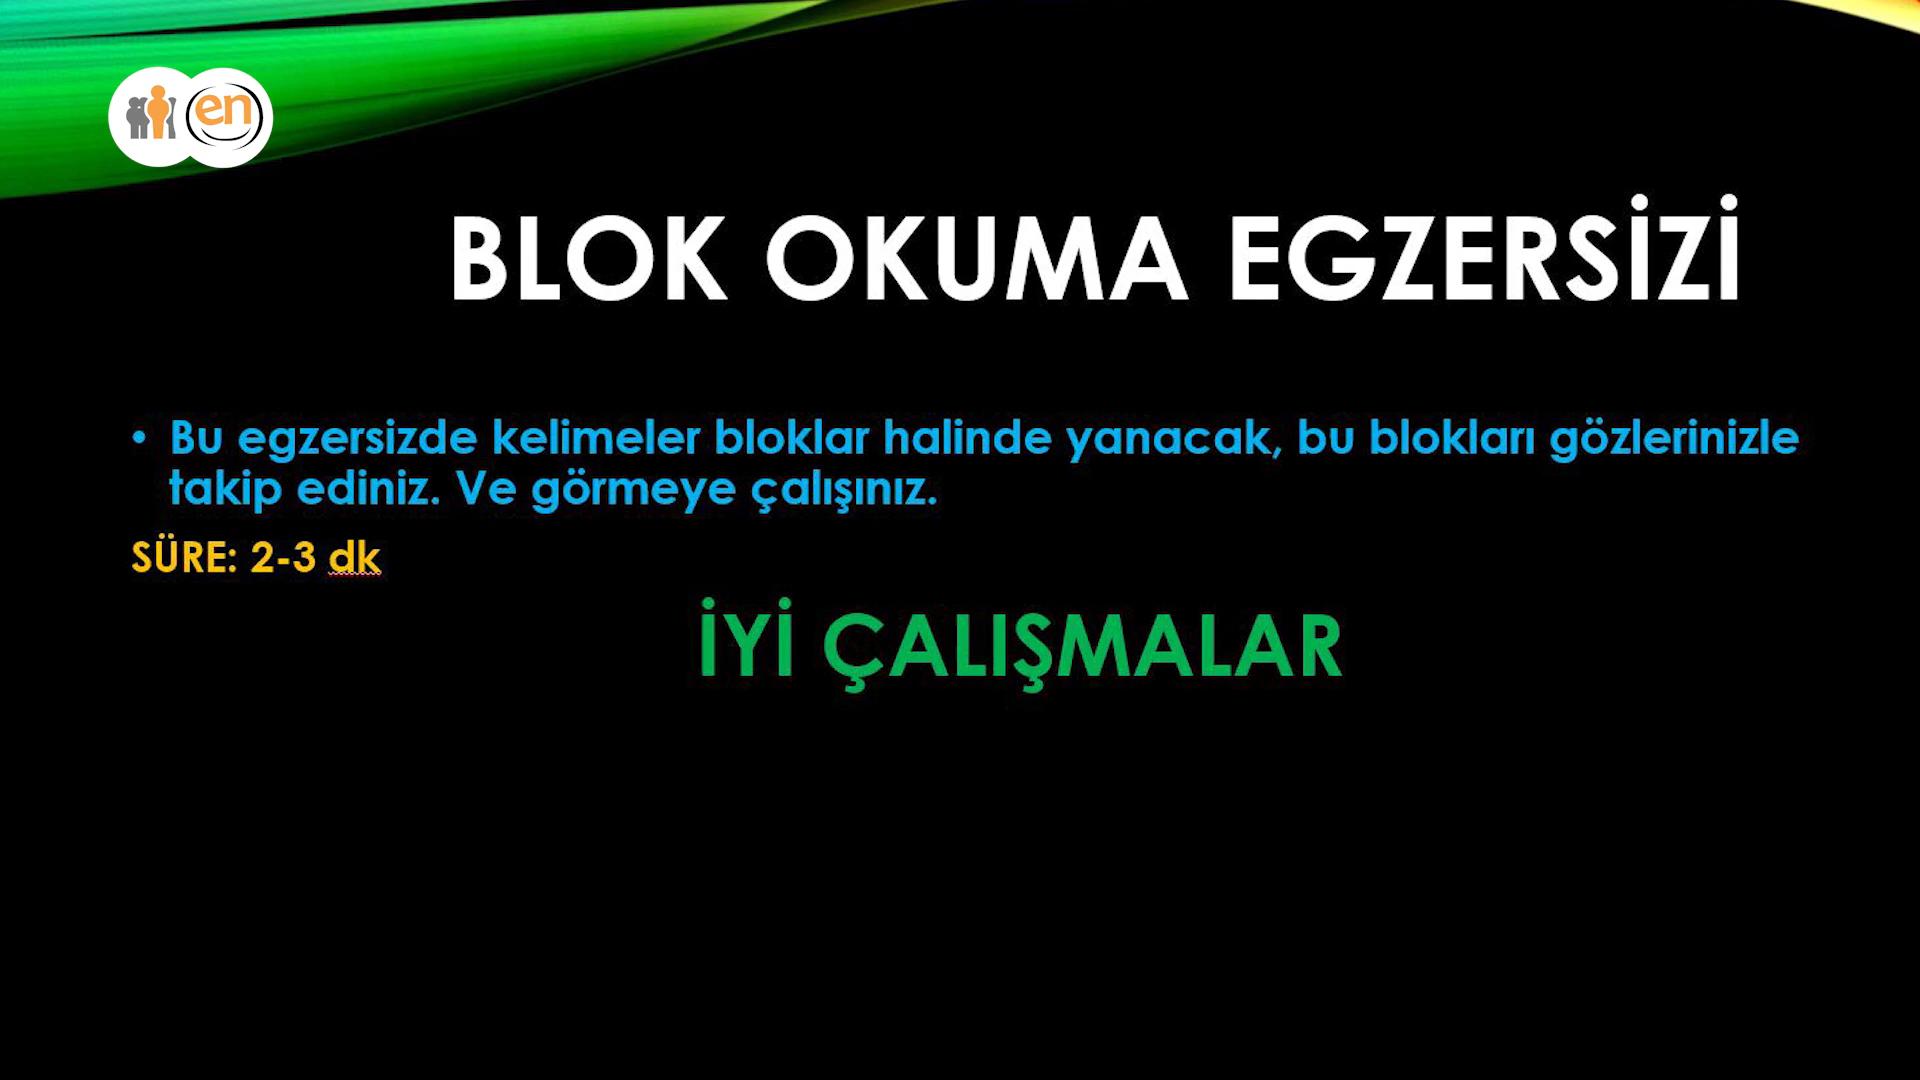 en
BLOK OKUMA EGZERSİZİ
• Bu egzersizde kelimeler bloklar halinde yanacak, bu blokları gözlerinizle
takip ediniz. Ve görmeye çalışınız.
SÜRE: 2-3 dk
İYİ ÇALIŞMALAR